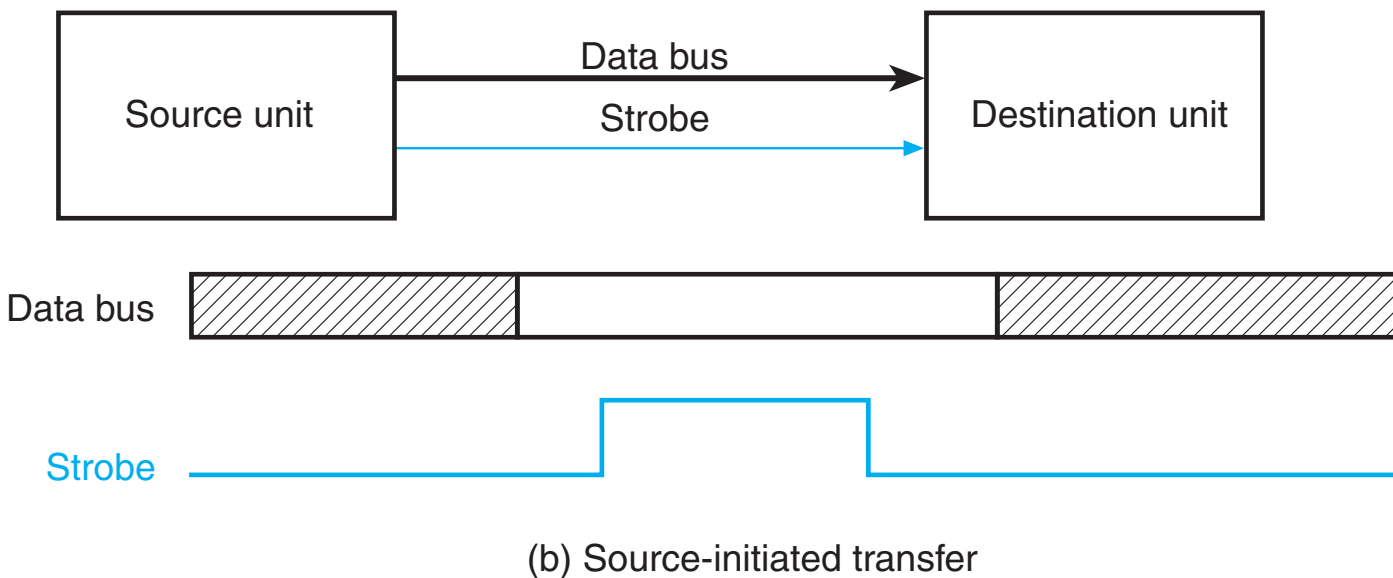 Data bus
Source unit
Strobe
Destination unit
Data bus
Strobe
(b) Source-initiated transfer